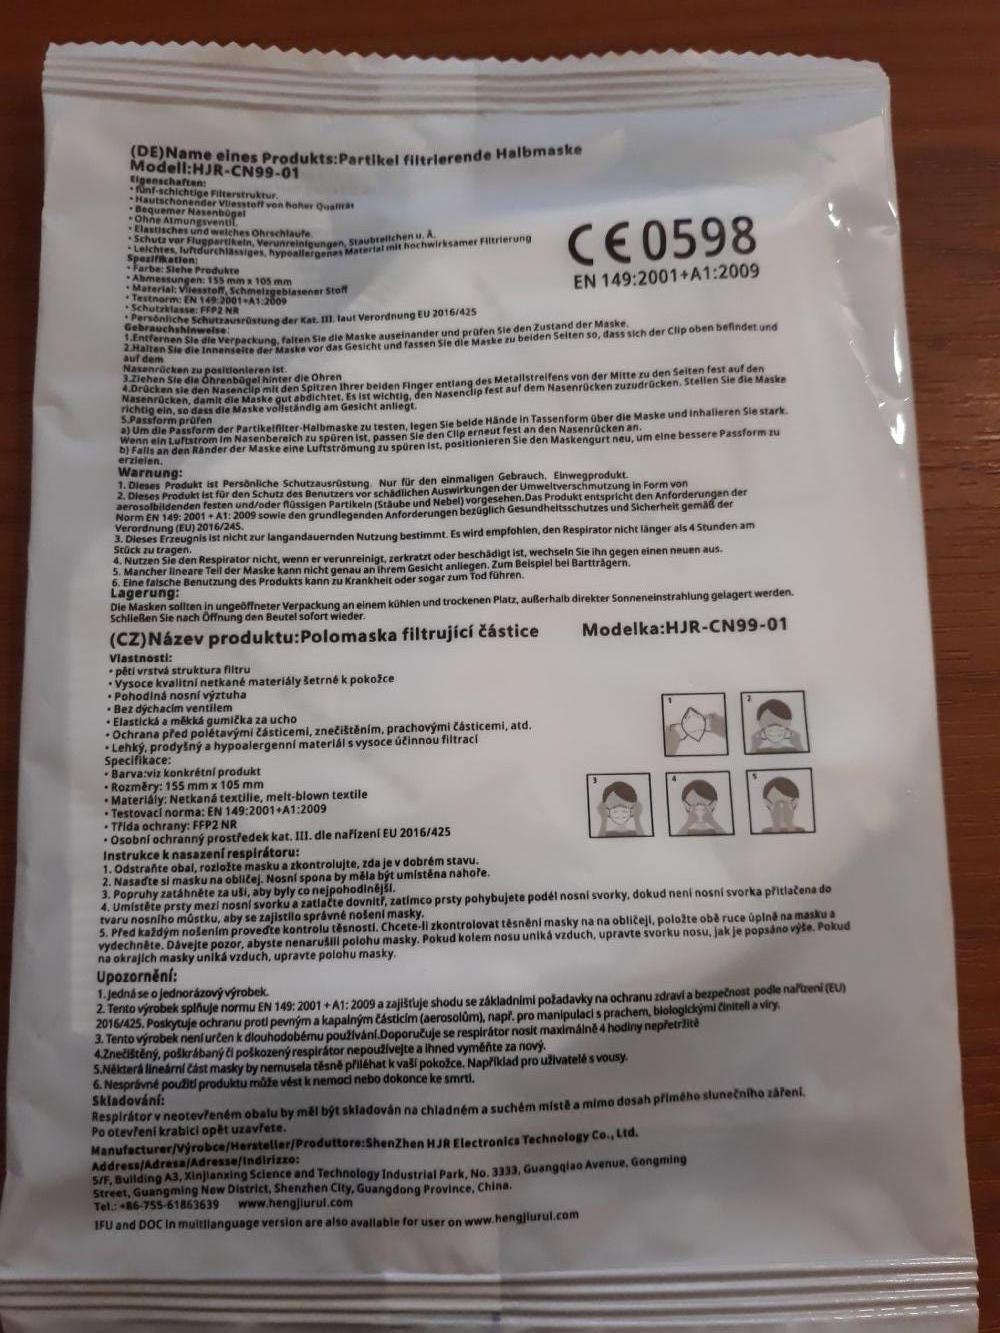 (DE)Name eines Produkts:Partikel filtrierende Halbmaske
Modell:HJR-CN99-01
Eigenschaften:
• fünf-schichtige Filterstruktur.
• Hautschonender Vliesstoff von hoher Qualität
• Bequemer Nasenbügel
• Ohne Atmungsventil.
• Elastisches und weiches Ohrschlaufe.
• Schutz vor Flugpartikeln, Verunreinigungen, Staubteilchen u. Ä.
• Leichtes, luftdurchlässiges, hypoallergenes Material mit hochwirksamer Filtrierung
CE 0598
EN 149:2001+A1:2009
Spezifikation:
• Farbe: Siehe Produkte
• Abmessungen: 155 mm x 105 mm
• Material: Vliesstoff, Schmelzgeblasener Stoff
• Testnorm: EN 149:2001+A1:2009
• Schutzklasse: FFP2 NR
• Persönliche Schutzausrüstung der Kat. III. laut Verordnung EU 2016/425
Gebrauchshinweise:
1.Entfernen Sie die Verpackung, falten Sie die Maske auseinander und prüfen Sie den Zustand der Maske.
2.Halten Sie die Innenseite der Maske vor das Gesicht und fassen Sie die Maske zu beiden Seiten so, dass sich der Clip oben befindet und
auf dem
Nasenrücken zu positionieren ist.
3.Ziehen Sie die Ohrenbügel hinter die Ohren
4.Drücken sie den Nasenclip mit den Spitzen Ihrer beiden Finger entlang des Metallstreifens von der Mitte zu den Seiten fest auf den
Nasenrücken, damit die Maske gut abdichtet. Es ist wichtig, den Nasenclip fest auf dem Nasenrücken zuzudrücken. Stellen Sie die Maske
richtig ein, so dass die Maske vollständig am Gesicht anliegt.
5.Passform prüfen
a) Um die Passform der Partikelfilter-Halbmaske zu testen, legen Sie beide Hände in Tassenform über die Maske und inhalieren Sie stark.
Wenn ein Luftstrom im Nasenbereich zu spüren ist, passen Sie den Clip erneut fest an den Nasenrücken an.
b) Falls an den Ränder der Maske eine Luftströmung zu spüren ist, positionieren Sie den Maskengurt neu, um eine bessere Passform zu
erzielen.
Warnung:
1. Dieses Produkt ist Persönliche Schutzausrüstung. Nur für den einmaligen Gebrauch, Einwegprodukt.
2. Dieses Produkt ist für den Schutz des Benutzers vor schädlichen Auswirkungen der Umweltverschmutzung in Form von
aerosolbildenden festen und/oder flüssigen Partikeln (Stäube und Nebel) vorgesehen.Das Produkt entspricht den Anforderungen der
Norm EN 149: 2001 + A1: 2009 sowie den grundlegenden Anforderungen bezüglich Gesundheitsschutzes und Sicherheit gemäß der
Verordnung (EU) 2016/245.
3. Dieses Erzeugnis ist nicht zur langandauernden Nutzung bestimmt. Es wird empfohlen, den Respirator nicht länger als 4 Stunden am
Stück zu tragen.
4. Nutzen Sie den Respirator nicht, wenn er verunreinigt, zerkratzt oder beschädigt ist, wechseln Sie ihn gegen einen neuen aus.
5. Mancher lineare Teil der Maske kann nicht genau an ihrem Gesicht anliegen. Zum Beispiel bei Bartträgern.
6. Eine falsche Benutzung des Produkts kann zu Krankheit oder sogar zum Tod führen.
Lagerung:
Die Masken sollten in ungeöffneter Verpackung an einem kühlen und trockenen Platz, außerhalb direkter Sonneneinstrahlung gelagert werden.
Schließen Sie nach Öffnung den Beutel sofort wieder.
(CZ)Název produktu:Polomaska filtrující částice Modelka:HJR-CN99-01
Vlastnosti:
• pěti vrstvá struktura filtru
• Vysoce kvalitní netkané materiály šetrné k pokožce
• Pohodlná nosní výztuha
• Bez dýchacím ventilem
• Elastická a měkká gumička za ucho
• Ochrana před polétavými částicemi, znečištěním, prachovými částicemi, atd.
• Lehký, prodyšný a hypoalergenní materiál s vysoce účinnou filtrací
Specifikace:
• Barva:viz konkrétní produkt
• Rozměry: 155 mm x 105 mm
• Materiály: Netkaná textilie, melt-blown textile
• Testovací norma: EN 149:2001+A1:2009
• Třída ochrany: FFP2 NR
• Osobní ochranný prostředek kat. III. dle nařízení EU 2016/425
1 2
3 4 5
Instrukce k nasazení respirátoru:
1. Odstraňte obal, rozložte masku a zkontrolujte, zda je v dobrém stavu.
2. Nasaďte si masku na obličej. Nosní spona by měla být umístěna nahoře.
3. Popruhy zatáhněte za uši, aby byly co nejpohodlnější.
4. Umístěte prsty mezi nosní svorku a zatlačte dovnitř, zatímco prsty pohybujete podél nosní svorky, dokud není nosní svorka přitlačena do
tvaru nosního můstku, aby se zajistilo správné nošení masky.
5. Před každým nošením proveďte kontrolu těsnosti. Chcete-li zkontrolovat těsnění masky na na obličeji, položte obě ruce úplně na masku a
vydechněte. Dávejte pozor, abyste nenarušili polohu masky. Pokud kolem nosu uniká vzduch, upravte svorku nosu, jak je popsáno výše. Pokud
na okrajích masky uniká vzduch, upravte polohu masky.
Upozornění:
1. Jedná se o jednorázový výrobek.
2. Tento výrobek splňuje normu EN 149: 2001 + A1: 2009 a zajišťuje shodu se základními požadavky na ochranu zdraví a bezpečnost podle nařízení (EU)
2016/425. Poskytuje ochranu proti pevným a kapalným částicím (aerosolům), např. pro manipulaci s prachem, biologickými činiteli a viry.
3. Tento výrobek není určen k dlouhodobému používání.Doporučuje se respirátor nosit maximálně 4 hodiny nepřetržitě
4.Znečištěný, poškrábaný či poškozený respirátor nepoužívejte a ihned vyměňte za nový.
5.Některá lineární část masky by nemusela těsně přiléhat k vaší pokožce. Například pro uživatelé s vousy.
6. Nesprávné použití produktu může vést k nemoci nebo dokonce ke smrti.
Skladování:
Respirátor v neotevřeném obalu by měl být skladován na chladném a suchém místě a mimo dosah přímého slunečního záření.
Po otevření krabici opět uzavřete.
Manufacturer/Výrobce/Hersteller/Produttore:ShenZhen HJR Electronics Technology Co., Ltd.
Address/Adresa/Adresse/Indirizzo:
5/F, Building A3, Xinjianxing Science and Technology Industrial Park, No. 3333, Guangqiao Avenue, Gongming
Street, Guangming New District, Shenzhen City, Guangdong Province, China.
Tel.: +86-755-61863639 www.hengjiurui.com
IFU and DOC in multilanguage version are also available for user on www.hengjiurui.com